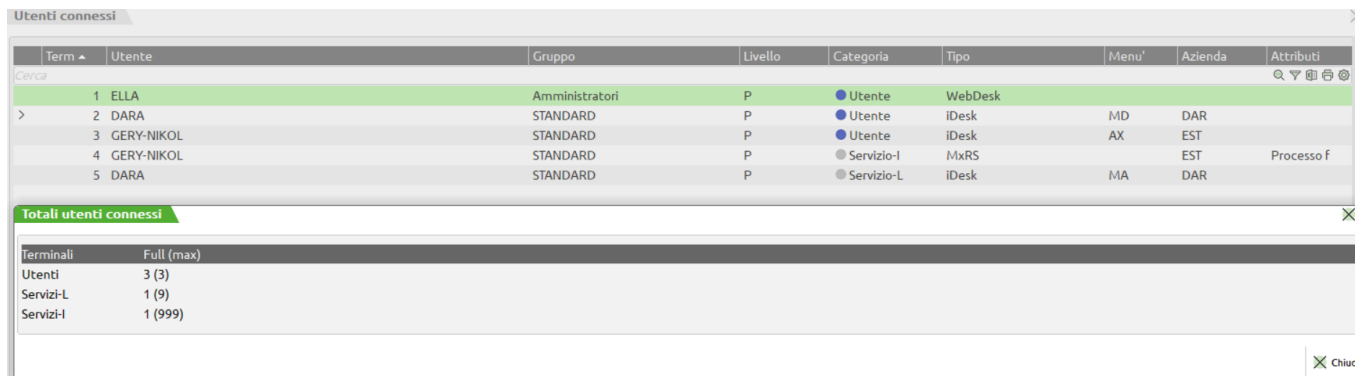 Utenti connessi
Term Utente Gruppo Livello Categoria Tipo Menu' Azienda Attributi
Cerca
1 ELLA Amministratori P Utente WebDesk
2 DARA STANDARD P Utente iDesk MD DAR
3 GERY-NIKOL STANDARD P Utente iDesk AX EST
4 GERY-NIKOL STANDARD P Servizio-I MxRS EST Processo f
5 DARA STANDARD P Servizio-L iDesk MA DAR
Totali utenti connessi
Terminali Full (max)
Utenti 3 (3)
Servizi-L 1 (9)
Servizi-I 1 (999)
Chiuc